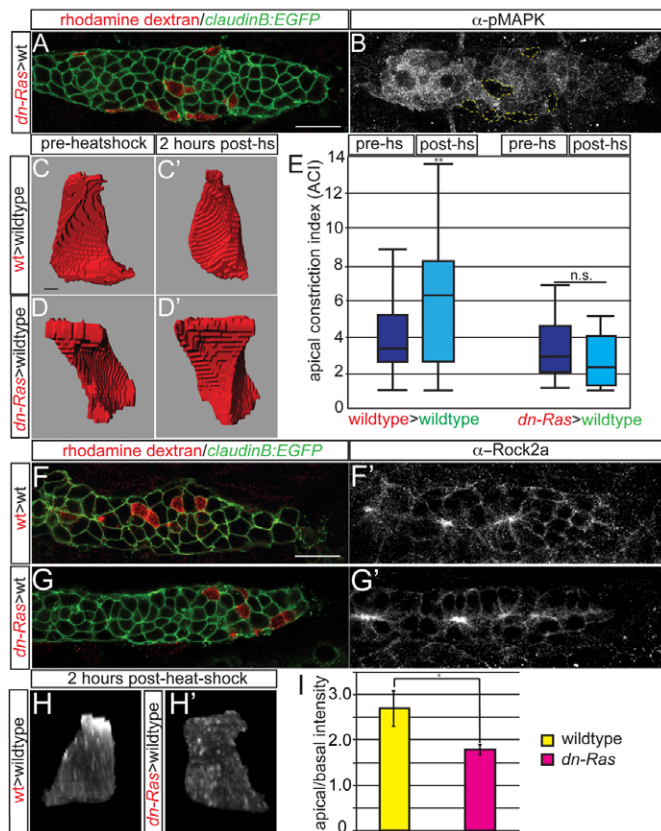 rhodamine dextran/claudinB:EGFP
α-pMAPK
A
B
dn-Ras>wt
pre-heatshock
2 hours post-hs
C
C'
wt>wildtype
D
D'
dn-Ras>wildtype
E
pre-hs
post-hs
pre-hs
post-hs
apical constriction index (ACI)
14
12
10
8
6
4
2
0
**
n.s.
wildtype>wildtype
dn-Ras>wildtype
rhodamine dextran/claudinB:EGFP
α–Rock2a
F
F'
wt>wt
G
G'
dn-Ras>wt
2 hours post-heat-shock
H
H'
wt>wildtype
dn-Ras>wildtype
I
apical/basal intensity
3.0
2.0
1.0
0
*
wildtype
dn-Ras